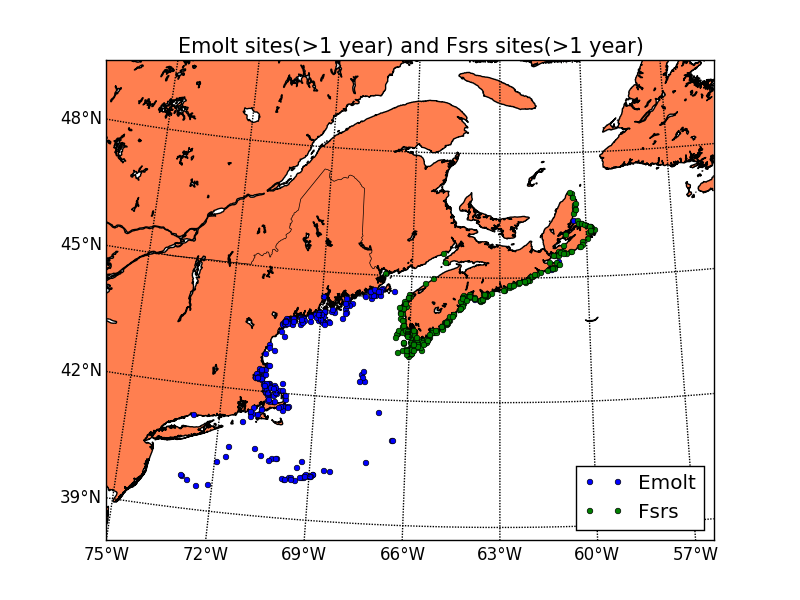 Emolt sites(>1 year) and Fsrs sites(>1 year)
48°N
45°N
42°N
39°N
75°W 72°W 69°W 66°W 63°W 60°W 57°W
Emolt
Fsrs